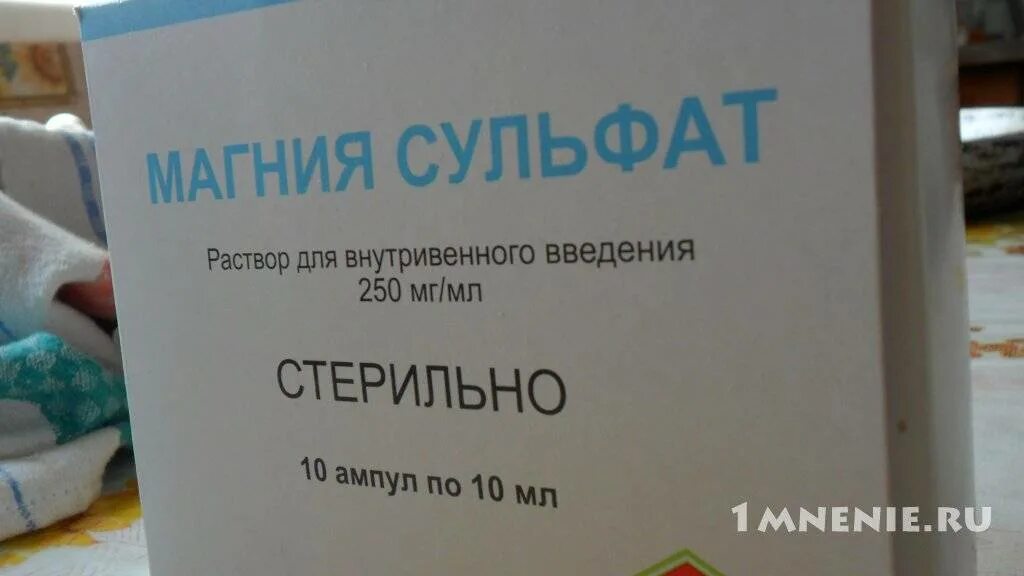 МАГНИЯ СУЛЬФАТ
Раствор для внутривенного введения
250 мг/мл
СТЕРИЛЬНО
10 ампул по 10 мл
1MNENIE.RU